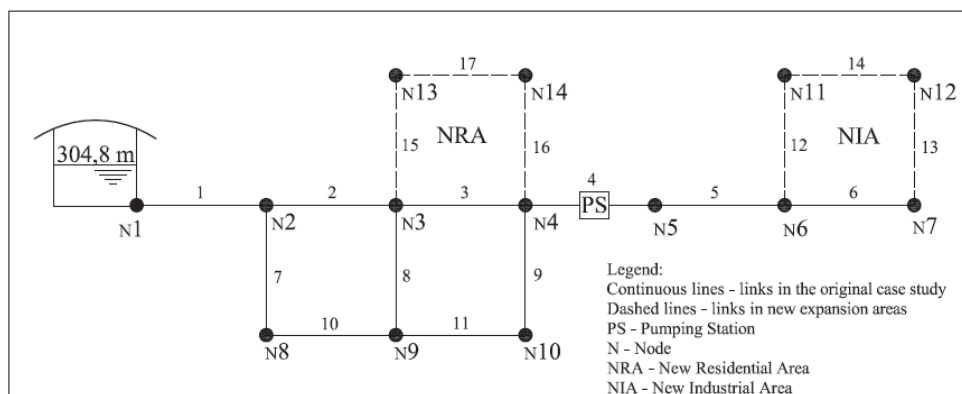 17
14
N13
N14
N11
N12
NRA
NIA
304,8 m
15
16
12
13
4
1
2
3
PS
5
6
N1
N2
N3
N4
N5
N6
N7
7
8
9
10
11
N8
N9
N10
Legend:
Continuous lines - links in the original case study
Dashed lines - links in new expansion areas
PS - Pumping Station
N - Node
NRA - New Residential Area
NIA - New Industrial Area